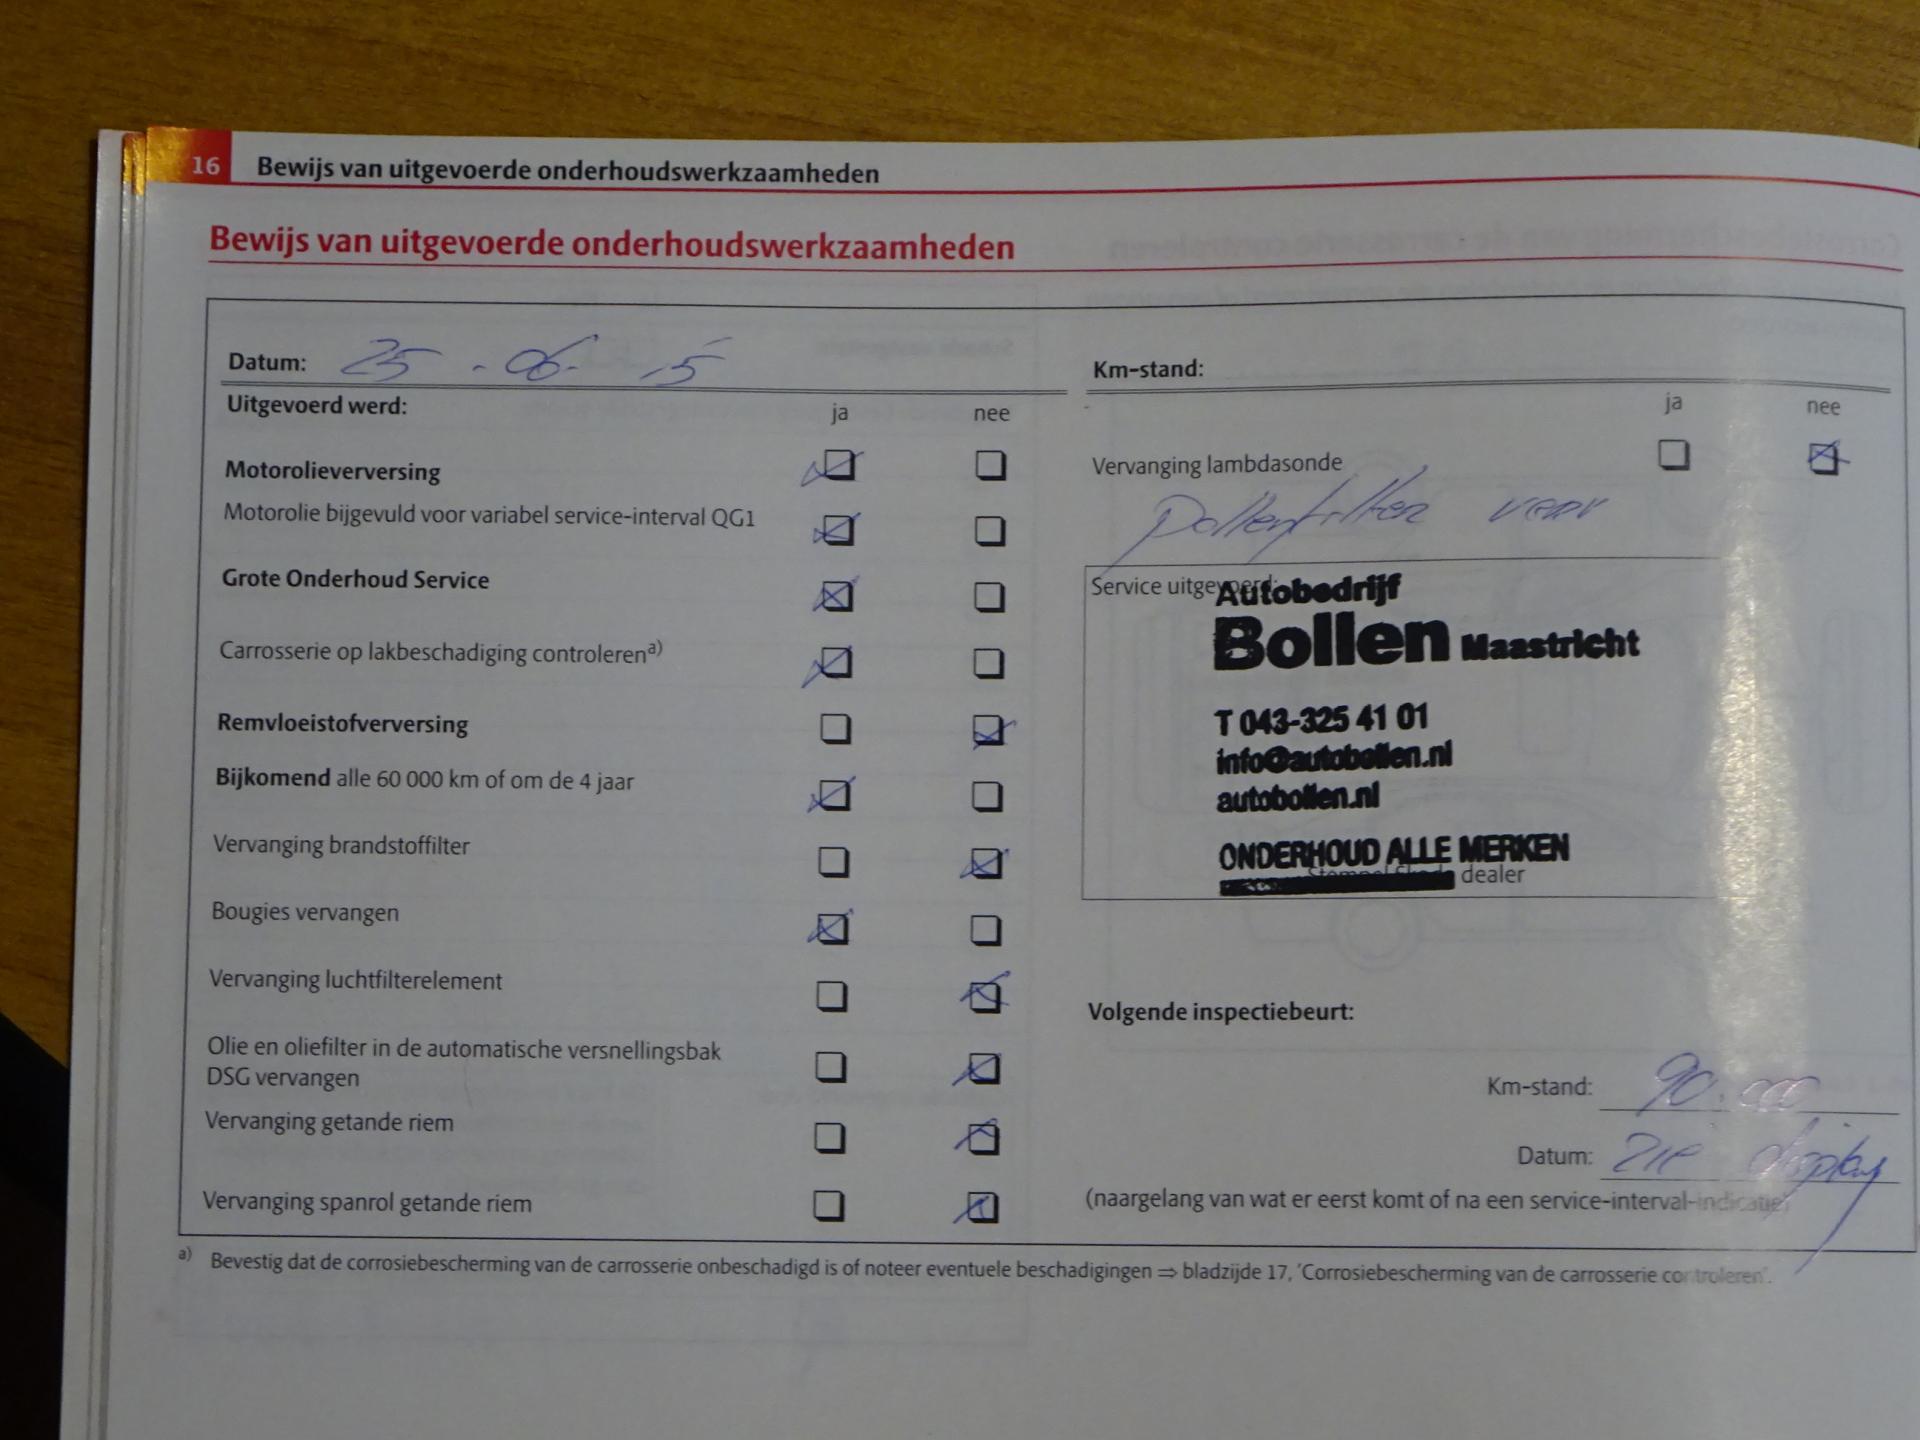 16 Bewijs van uitgevoerde onderhoudswerkzaamheden
Bewijs van uitgevoerde onderhoudswerkzaamheden
Datum: 25-06-15
Uitgevoerd werd: ja nee
Motorolieverversing
Motorolie bijgevuld voor variabel service-interval QG1
Grote Onderhoud Service
Carrosserie op lakbeschadiging controleren a)
Remvloeistofverversing
Bijkomend alle 60 000 km of om de 4 jaar
Vervanging brandstoffilter
Bougies vervangen
Vervanging luchtfilterelement
Olie en oliefilter in de automatische versnellingsbak
DSG vervangen
Vervanging getande riem
Vervanging spanrol getande riem
Km-stand:
ja nee
Vervanging lambdasonde
Pollenfilter
Service uitgevoerd:
Autobedrijf
Bollen Maastricht
T 043-325 41 01
info@autobollen.nl
autobollen.nl
ONDERHOUD ALLE MERKEN
dealer
Volgende inspectiebeurt:
Km-stand: 90.000
Datum: zie display
(naargelang van wat er eerst komt of na een service-interval-indicatie)
a) Bevestig dat de corrosiebescherming van de carrosserie onbeschadigd is of noteer eventuele beschadigingen ⇒ bladzijde 17, 'Corrosiebescherming van de carrosserie controleren'.